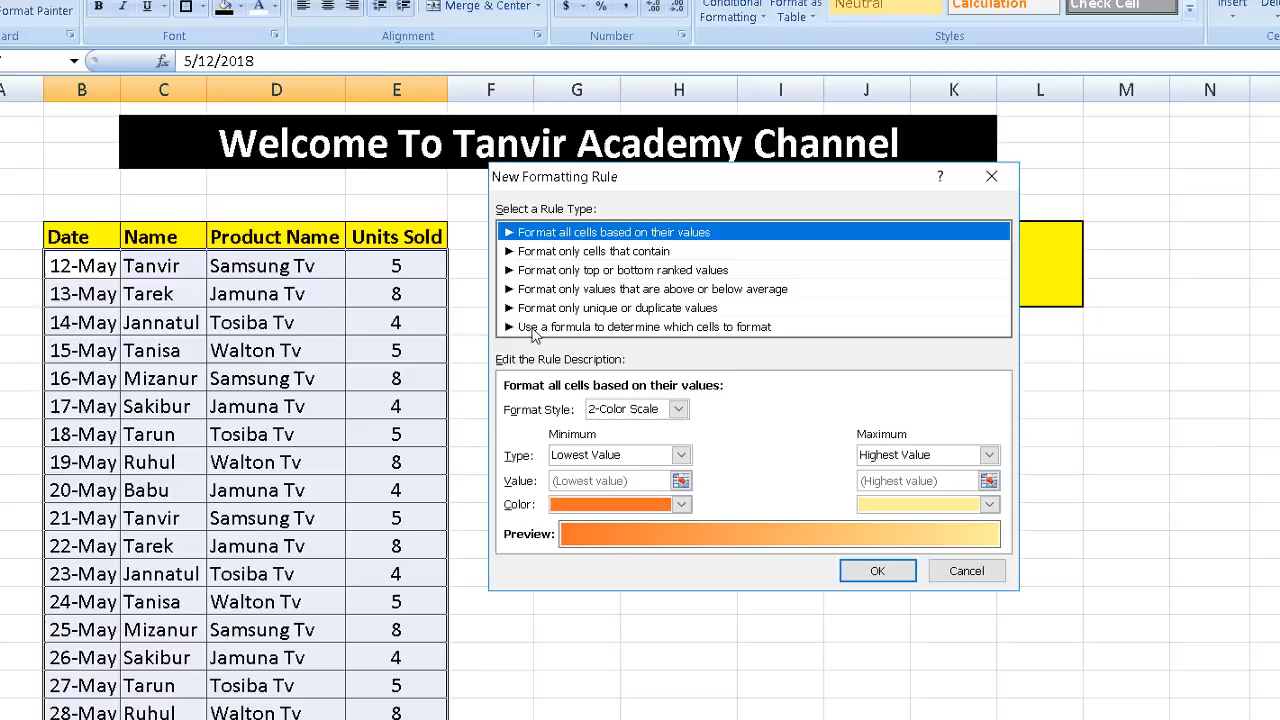 Format Painter
B I U
Merge & Center
$ % ,
Conditional Formatting
Format as Table
Neutral
Calculation
Check Cell
Insert
Font
Alignment
Number
Styles
fx 5/12/2018
A B C D E F G H I J K L M N
Welcome To Tanvir Academy Channel
Date Name Product Name Units Sold
12-May Tanvir Samsung Tv 5
13-May Tarek Jamuna Tv 8
14-May Jannatul Tosiba Tv 4
15-May Tanisa Walton Tv 5
16-May Mizanur Samsung Tv 8
17-May Sakibur Jamuna Tv 4
18-May Tarun Tosiba Tv 5
19-May Ruhul Walton Tv 8
20-May Babu Jamuna Tv 4
21-May Tanvir Samsung Tv 5
22-May Tarek Jamuna Tv 8
23-May Jannatul Tosiba Tv 4
24-May Tanisa Walton Tv 5
25-May Mizanur Samsung Tv 8
26-May Sakibur Jamuna Tv 4
27-May Tarun Tosiba Tv 5
28-May Ruhul Walton Tv 8
New Formatting Rule ?
Select a Rule Type:
► Format all cells based on their values
► Format only cells that contain
► Format only top or bottom ranked values
► Format only values that are above or below average
► Format only unique or duplicate values
► Use a formula to determine which cells to format
Edit the Rule Description:
Format all cells based on their values:
Format Style: 2-Color Scale
Minimum Maximum
Type: Lowest Value Highest Value
Value: (Lowest value) (Highest value)
Color:
Preview:
OK Cancel